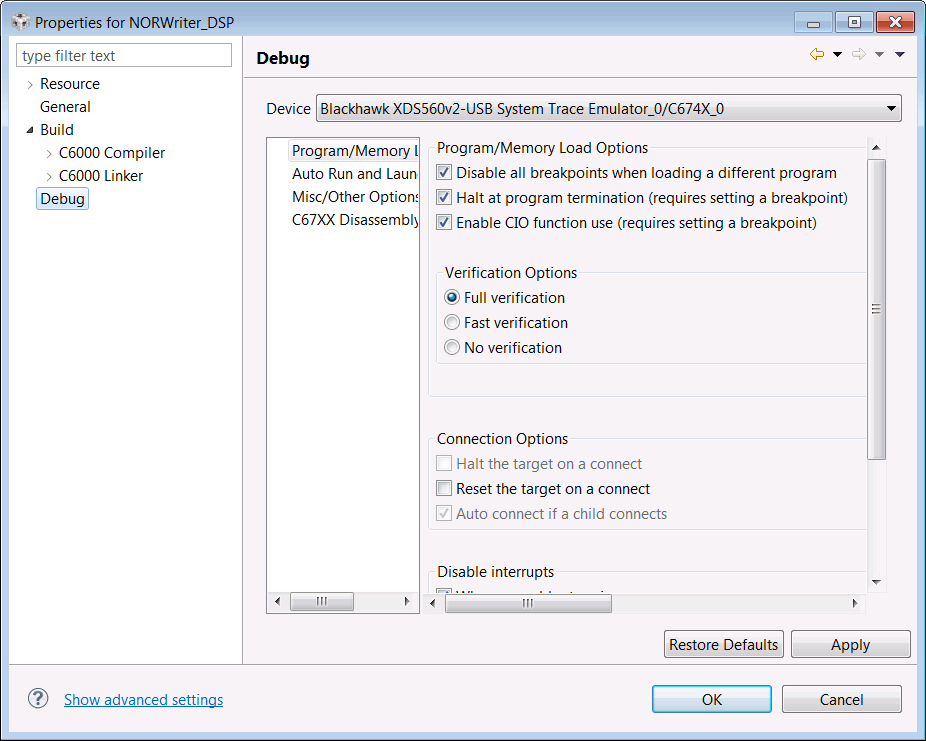 Properties for NORWriter_DSP
type filter text
Resource
General
Build
C6000 Compiler
C6000 Linker
Debug
Debug
Device
Blackhawk XDS560v2-USB System Trace Emulator_0/C674X_0
Program/Memory L
Auto Run and Laun
Misc/Other Options
C67XX Disassembly
Program/Memory Load Options
Disable all breakpoints when loading a different program
Halt at program termination (requires setting a breakpoint)
Enable CIO function use (requires setting a breakpoint)
Verification Options
Full verification
Fast verification
No verification
Connection Options
Halt the target on a connect
Reset the target on a connect
Auto connect if a child connects
Disable interrupts
Restore Defaults
Apply
Show advanced settings
OK
Cancel